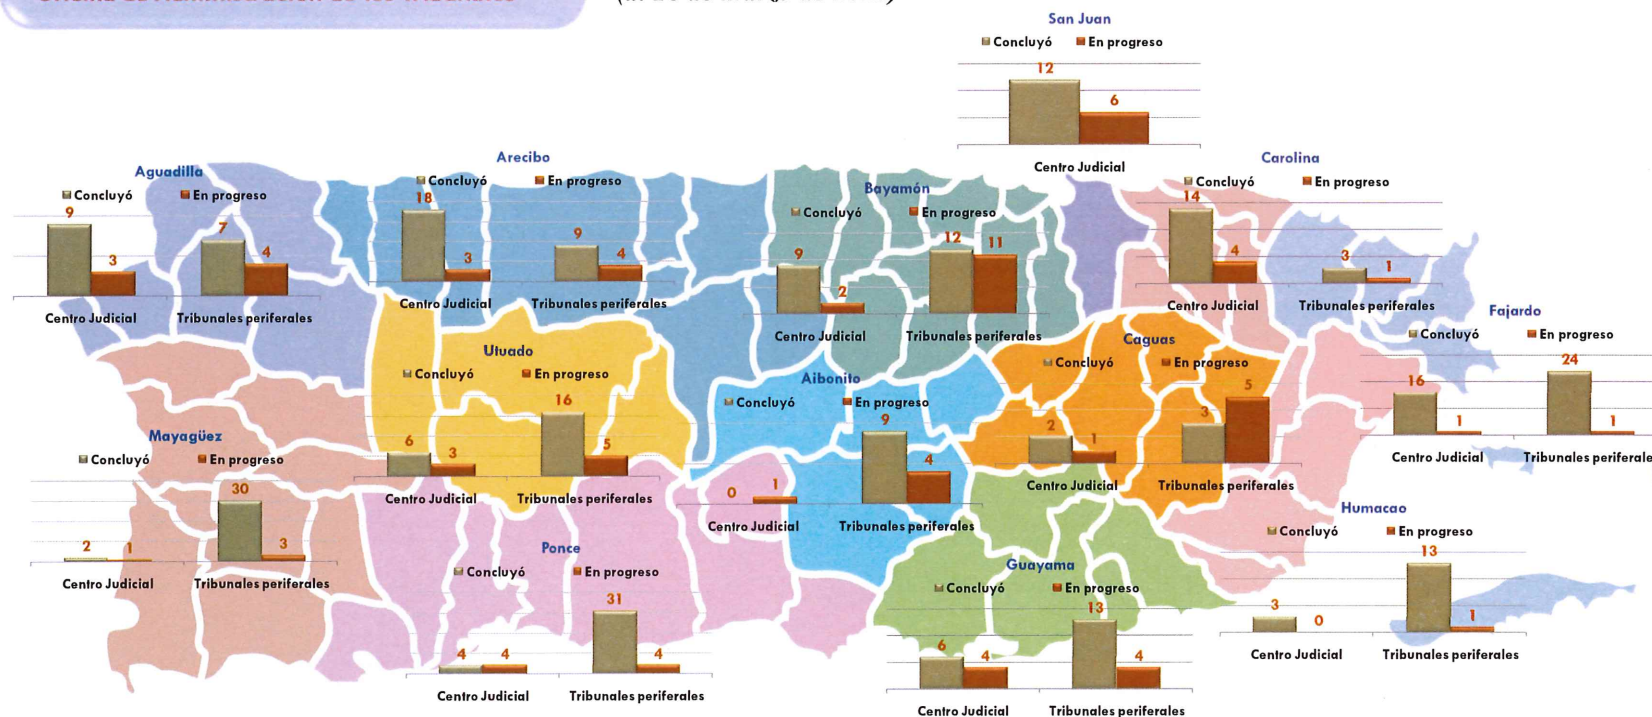 San Juan
Concluyó En progreso
12
6
Centro Judicial
Aguadilla
Concluyó En progreso
9
3
7
4
Centro Judicial Tribunales periferales
Arecibo
Concluyó En progreso
18
3
9
4
Centro Judicial Tribunales periferales
Bayamón
Concluyó En progreso
9
2
12
11
Centro Judicial Tribunales periferales
Carolina
Concluyó En progreso
14
4
3
1
Centro Judicial Tribunales periferales
Fajardo
Concluyó En progreso
16
1
24
1
Centro Judicial
Utuado
Concluyó En progreso
6
3
16
5
Centro Judicial Tribunales periferales
Aibonito
Concluyó En progreso
0
1
9
4
Centro Judicial Tribunales periferales
Caguas
Concluyó En progreso
2
1
3
5
Centro Judicial Tribunales periferales
Mayagüez
Concluyó En progreso
2
1
30
3
Centro Judicial Tribunales periferales
Ponce
Concluyó En progreso
4
4
31
4
Centro Judicial Tribunales periferales
Guayama
Concluyó En progreso
6
4
13
4
Centro Judicial Tribunales periferales
Humacao
Concluyó En progreso
3
0
13
1
Centro Judicial Tribunales periferales